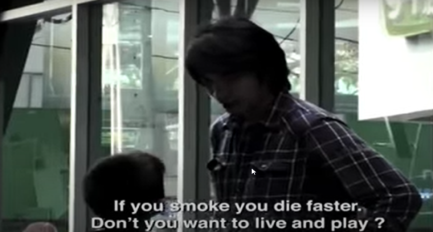 If you smoke you die faster.
Don't you want to live and play ?